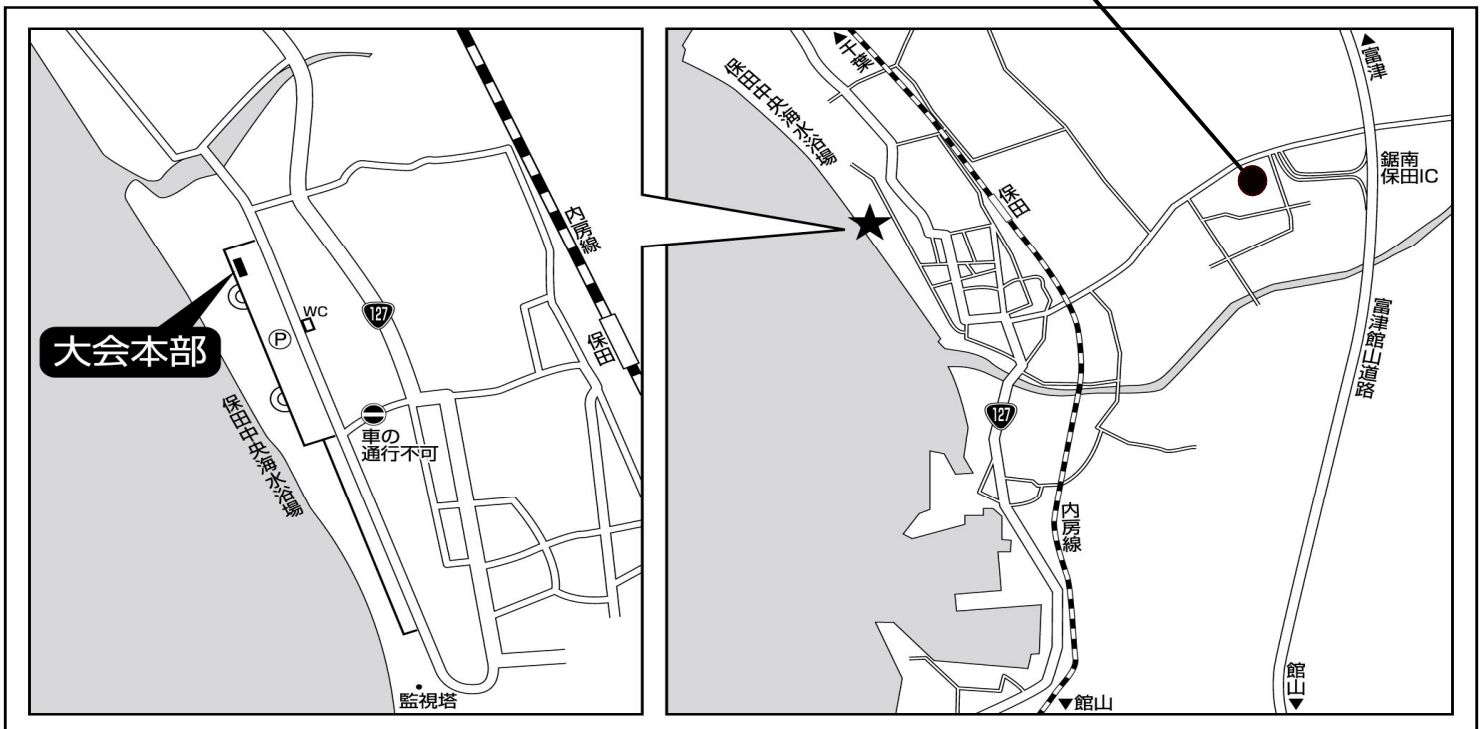 内房線
WC
127
P
大会本部
保田
車の
通行不可
保田中央海水浴場
監視塔
▲千葉
保田中央海水浴場
保田
▲富津
鋸南
保田IC
富津館山道路
127
内房線
▼館山
館山▼